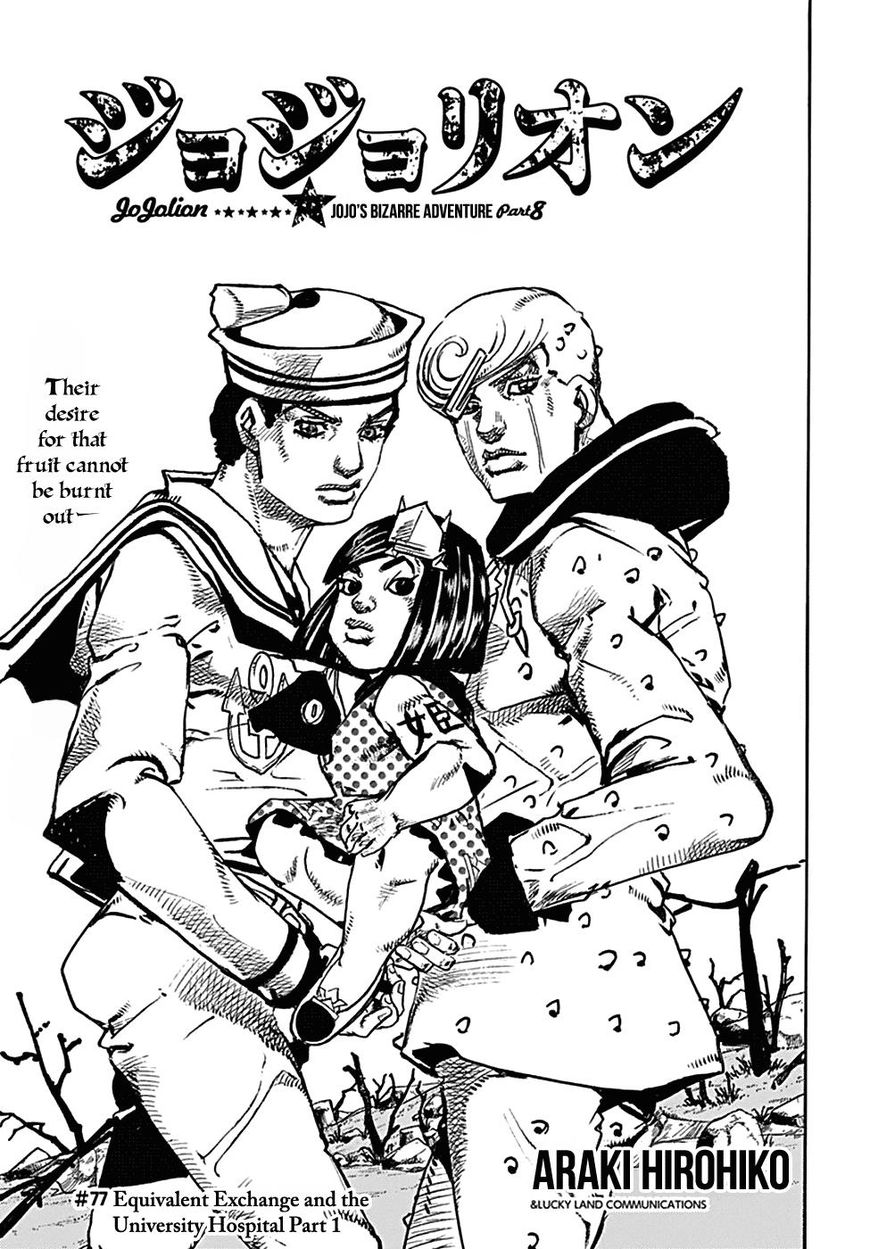 ジョジョリオン
JoJolion
JOJO'S BIZARRE ADVENTURE Part8
Their
desire
for that
fruit cannot
be burnt
out—
ARAKI HIROHIKO
&LUCKY LAND COMMUNICATIONS
#77 Equivalent Exchange and the
University Hospital Part 1